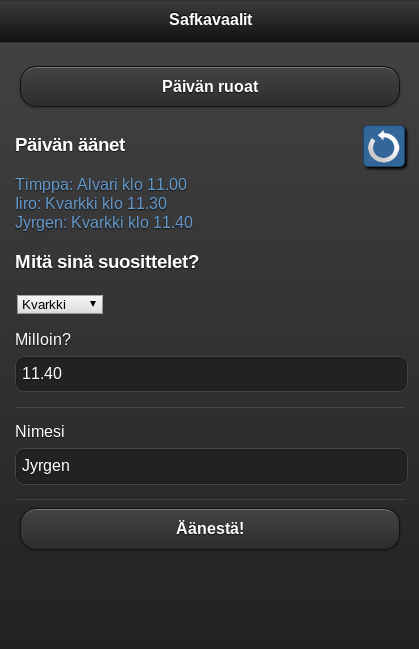 Safkavaalit
Päivän ruoat
Päivän äänet
Timppa: Alvari klo 11.00
Iiro: Kvarkki klo 11.30
Jyrgen: Kvarkki klo 11.40
Mitä sinä suosittelet?
Kvarkki
Milloin?
11.40
Nimesi
Jyrgen
Äänestä!